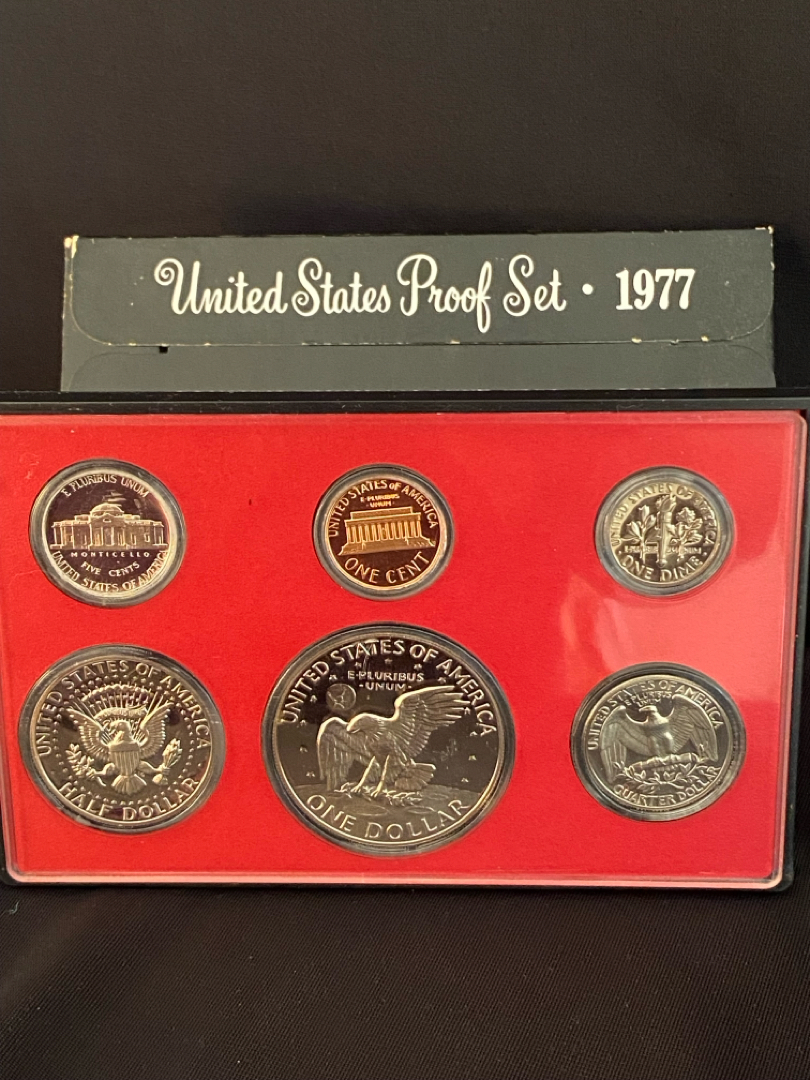 United States Proof Set • 1977
E PLURIBUS UNUM
MONTICELLO
FIVE CENTS
UNITED STATES OF AMERICA
UNITED STATES OF AMERICA
E·PLURIBUS
·UNUM·
ONE CENT
UNITED STATES OF AMERICA
ONE DIME
UNITED STATES OF AMERICA
HALF DOLLAR
UNITED STATES OF AMERICA
E·PLURIBUS
·UNUM·
ONE DOLLAR
UNITED STATES OF AMERICA
E PLURIBUS
UNUM
QUARTER DOLLAR